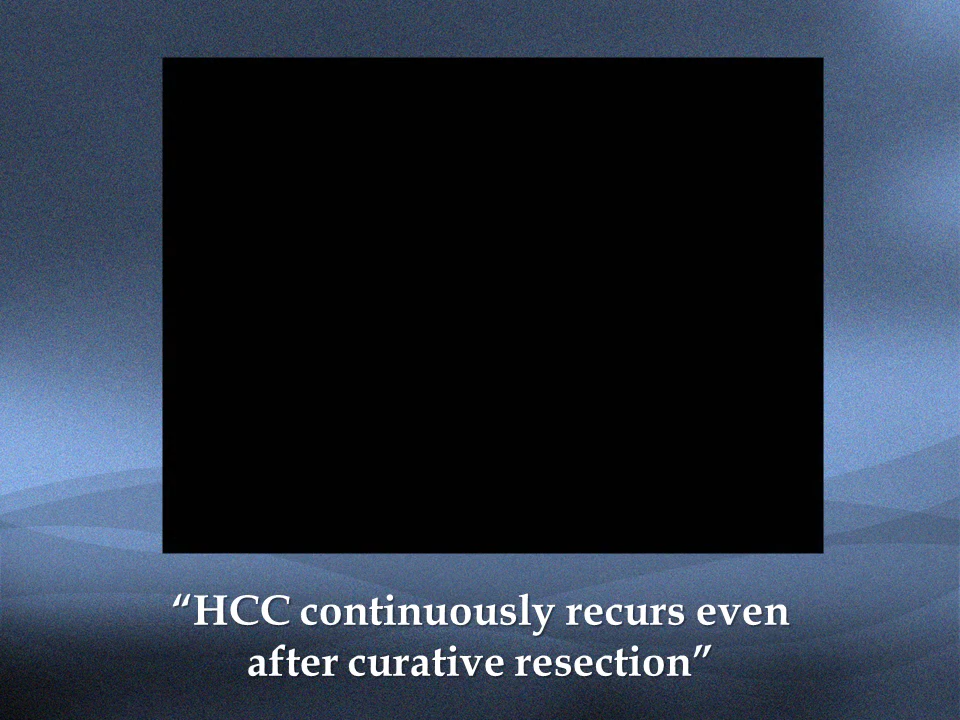 “HCC continuously recurs even
after curative resection”